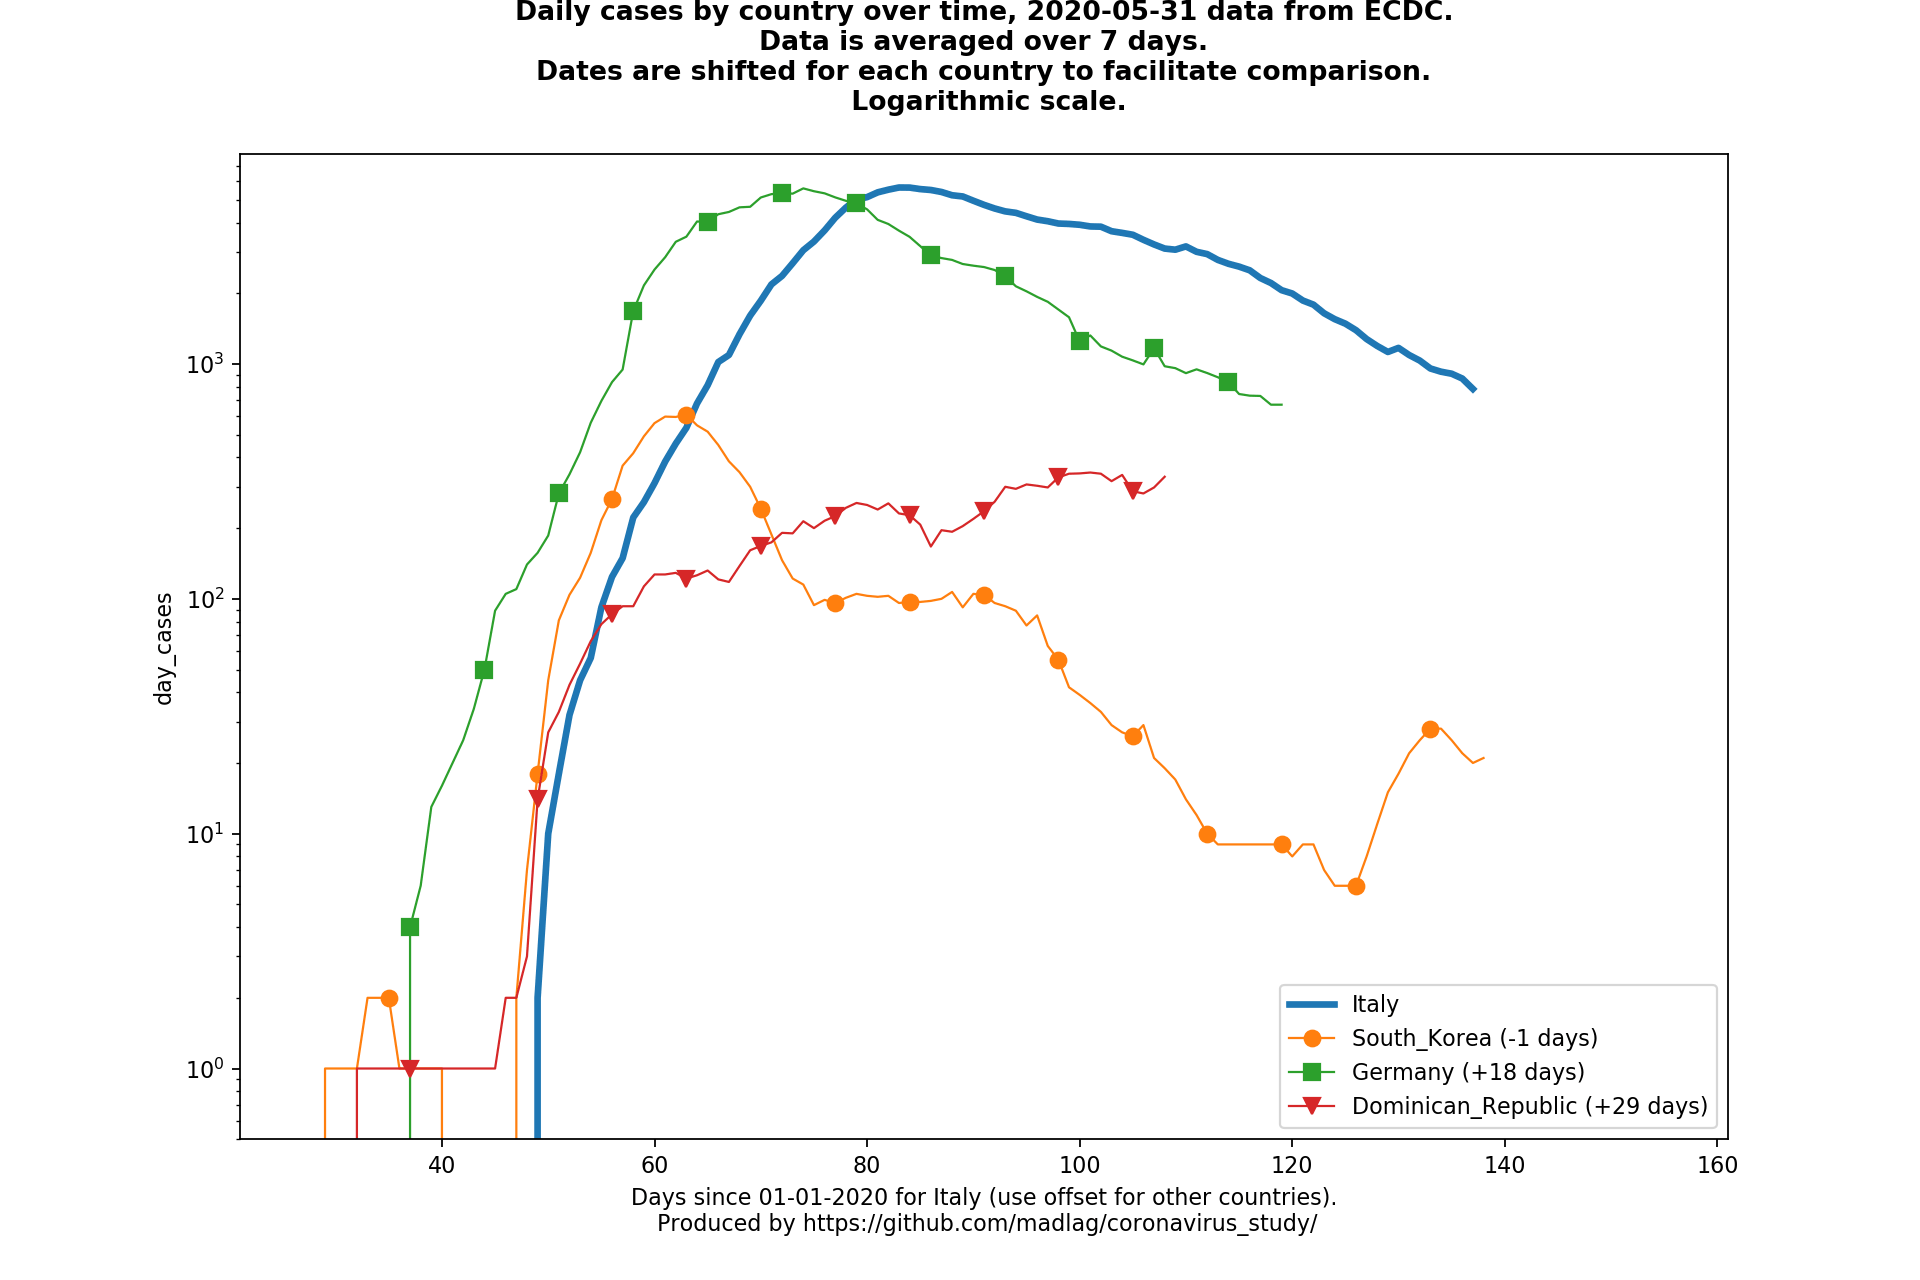 Daily cases by country over time, 2020-05-31 data from ECDC.
Data is averaged over 7 days.
Dates are shifted for each country to facilitate comparison.
Logarithmic scale.
10³
10²
10¹
10⁰
day_cases
40 60 80 100 120 140 160
Days since 01-01-2020 for Italy (use offset for other countries).
Produced by https://github.com/madlag/coronavirus_study/
Italy
South_Korea (-1 days)
Germany (+18 days)
Dominican_Republic (+29 days)